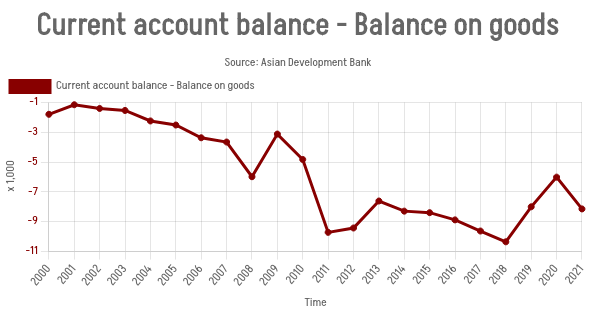 Current account balance - Balance on goods
Source: Asian Development Bank
Current account balance - Balance on goods
-1
-3
-5
-7
-9
-11
x 1,000
2000 2001 2002 2003 2004 2005 2006 2007 2008 2009 2010 2011 2012 2013 2014 2015 2016 2017 2018 2019 2020 2021
Time